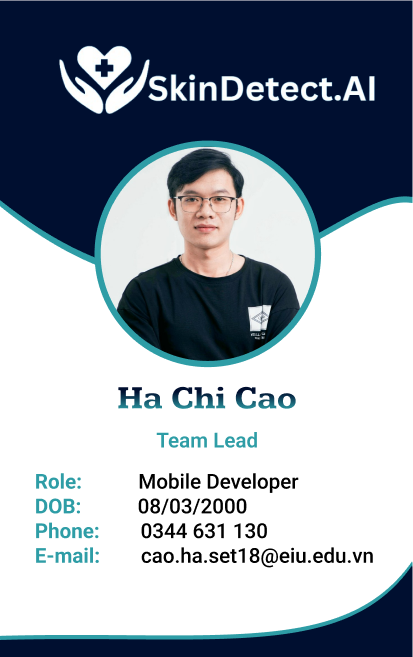 SkinDetect.AI
Ha Chi Cao
Team Lead
Role: Mobile Developer
DOB: 08/03/2000
Phone: 0344 631 130
E-mail: cao.ha.set18@eiu.edu.vn